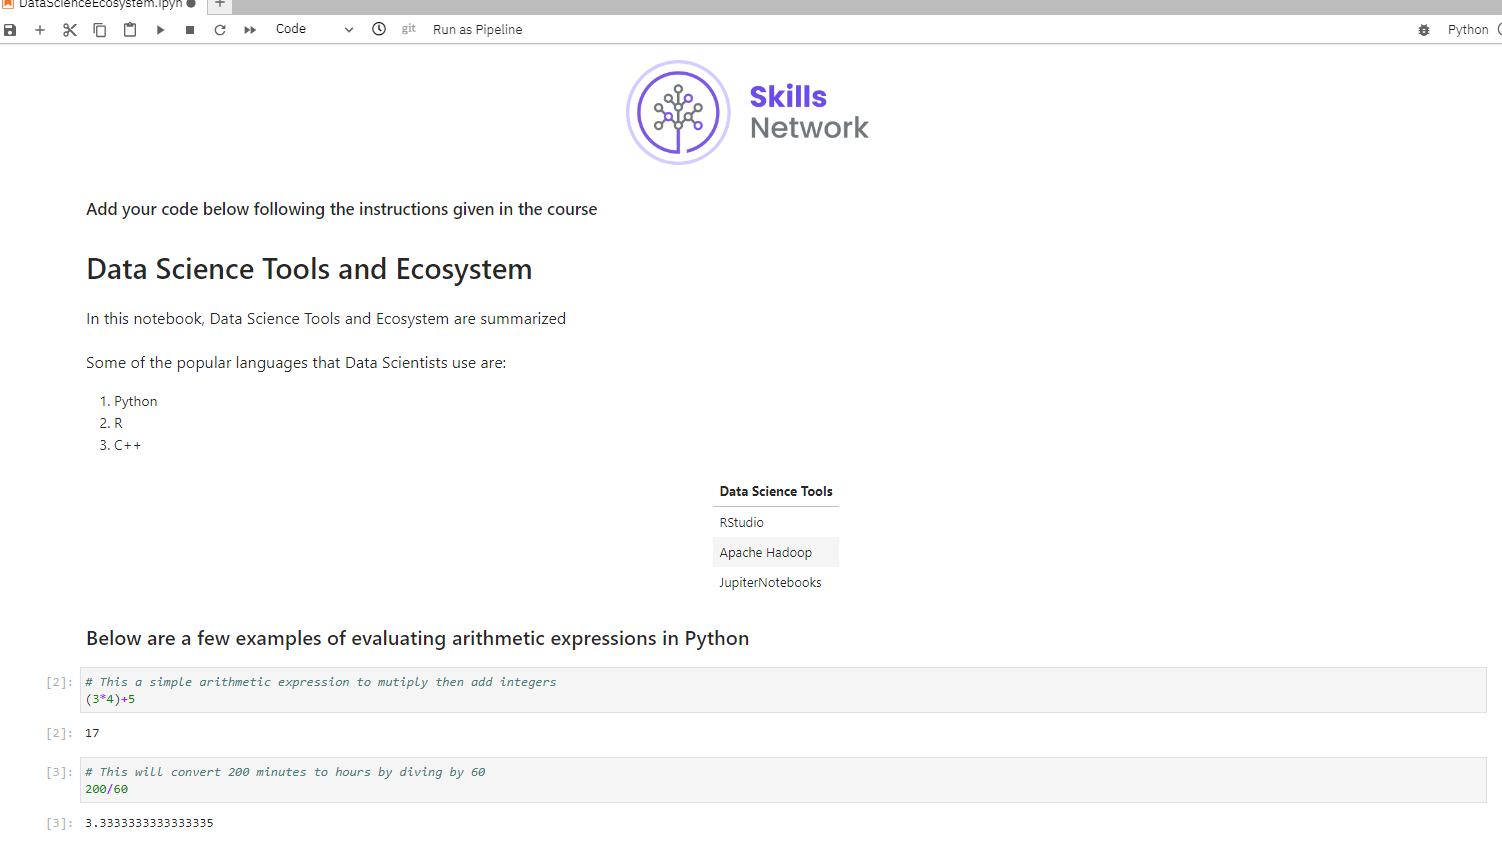 DataScienceEcosystem.ipyn
Code
git
Run as Pipeline
Python
Skills
Network
Add your code below following the instructions given in the course
Data Science Tools and Ecosystem
In this notebook, Data Science Tools and Ecosystem are summarized
Some of the popular languages that Data Scientists use are:
1. Python
2. R
3. C++
Data Science Tools
RStudio
Apache Hadoop
JupiterNotebooks
Below are a few examples of evaluating arithmetic expressions in Python
[2]: # This a simple arithmetic expression to mutiply then add integers
(3*4)+5
[2]: 17
[3]: # This will convert 200 minutes to hours by diving by 60
200/60
[3]: 3.3333333333333335